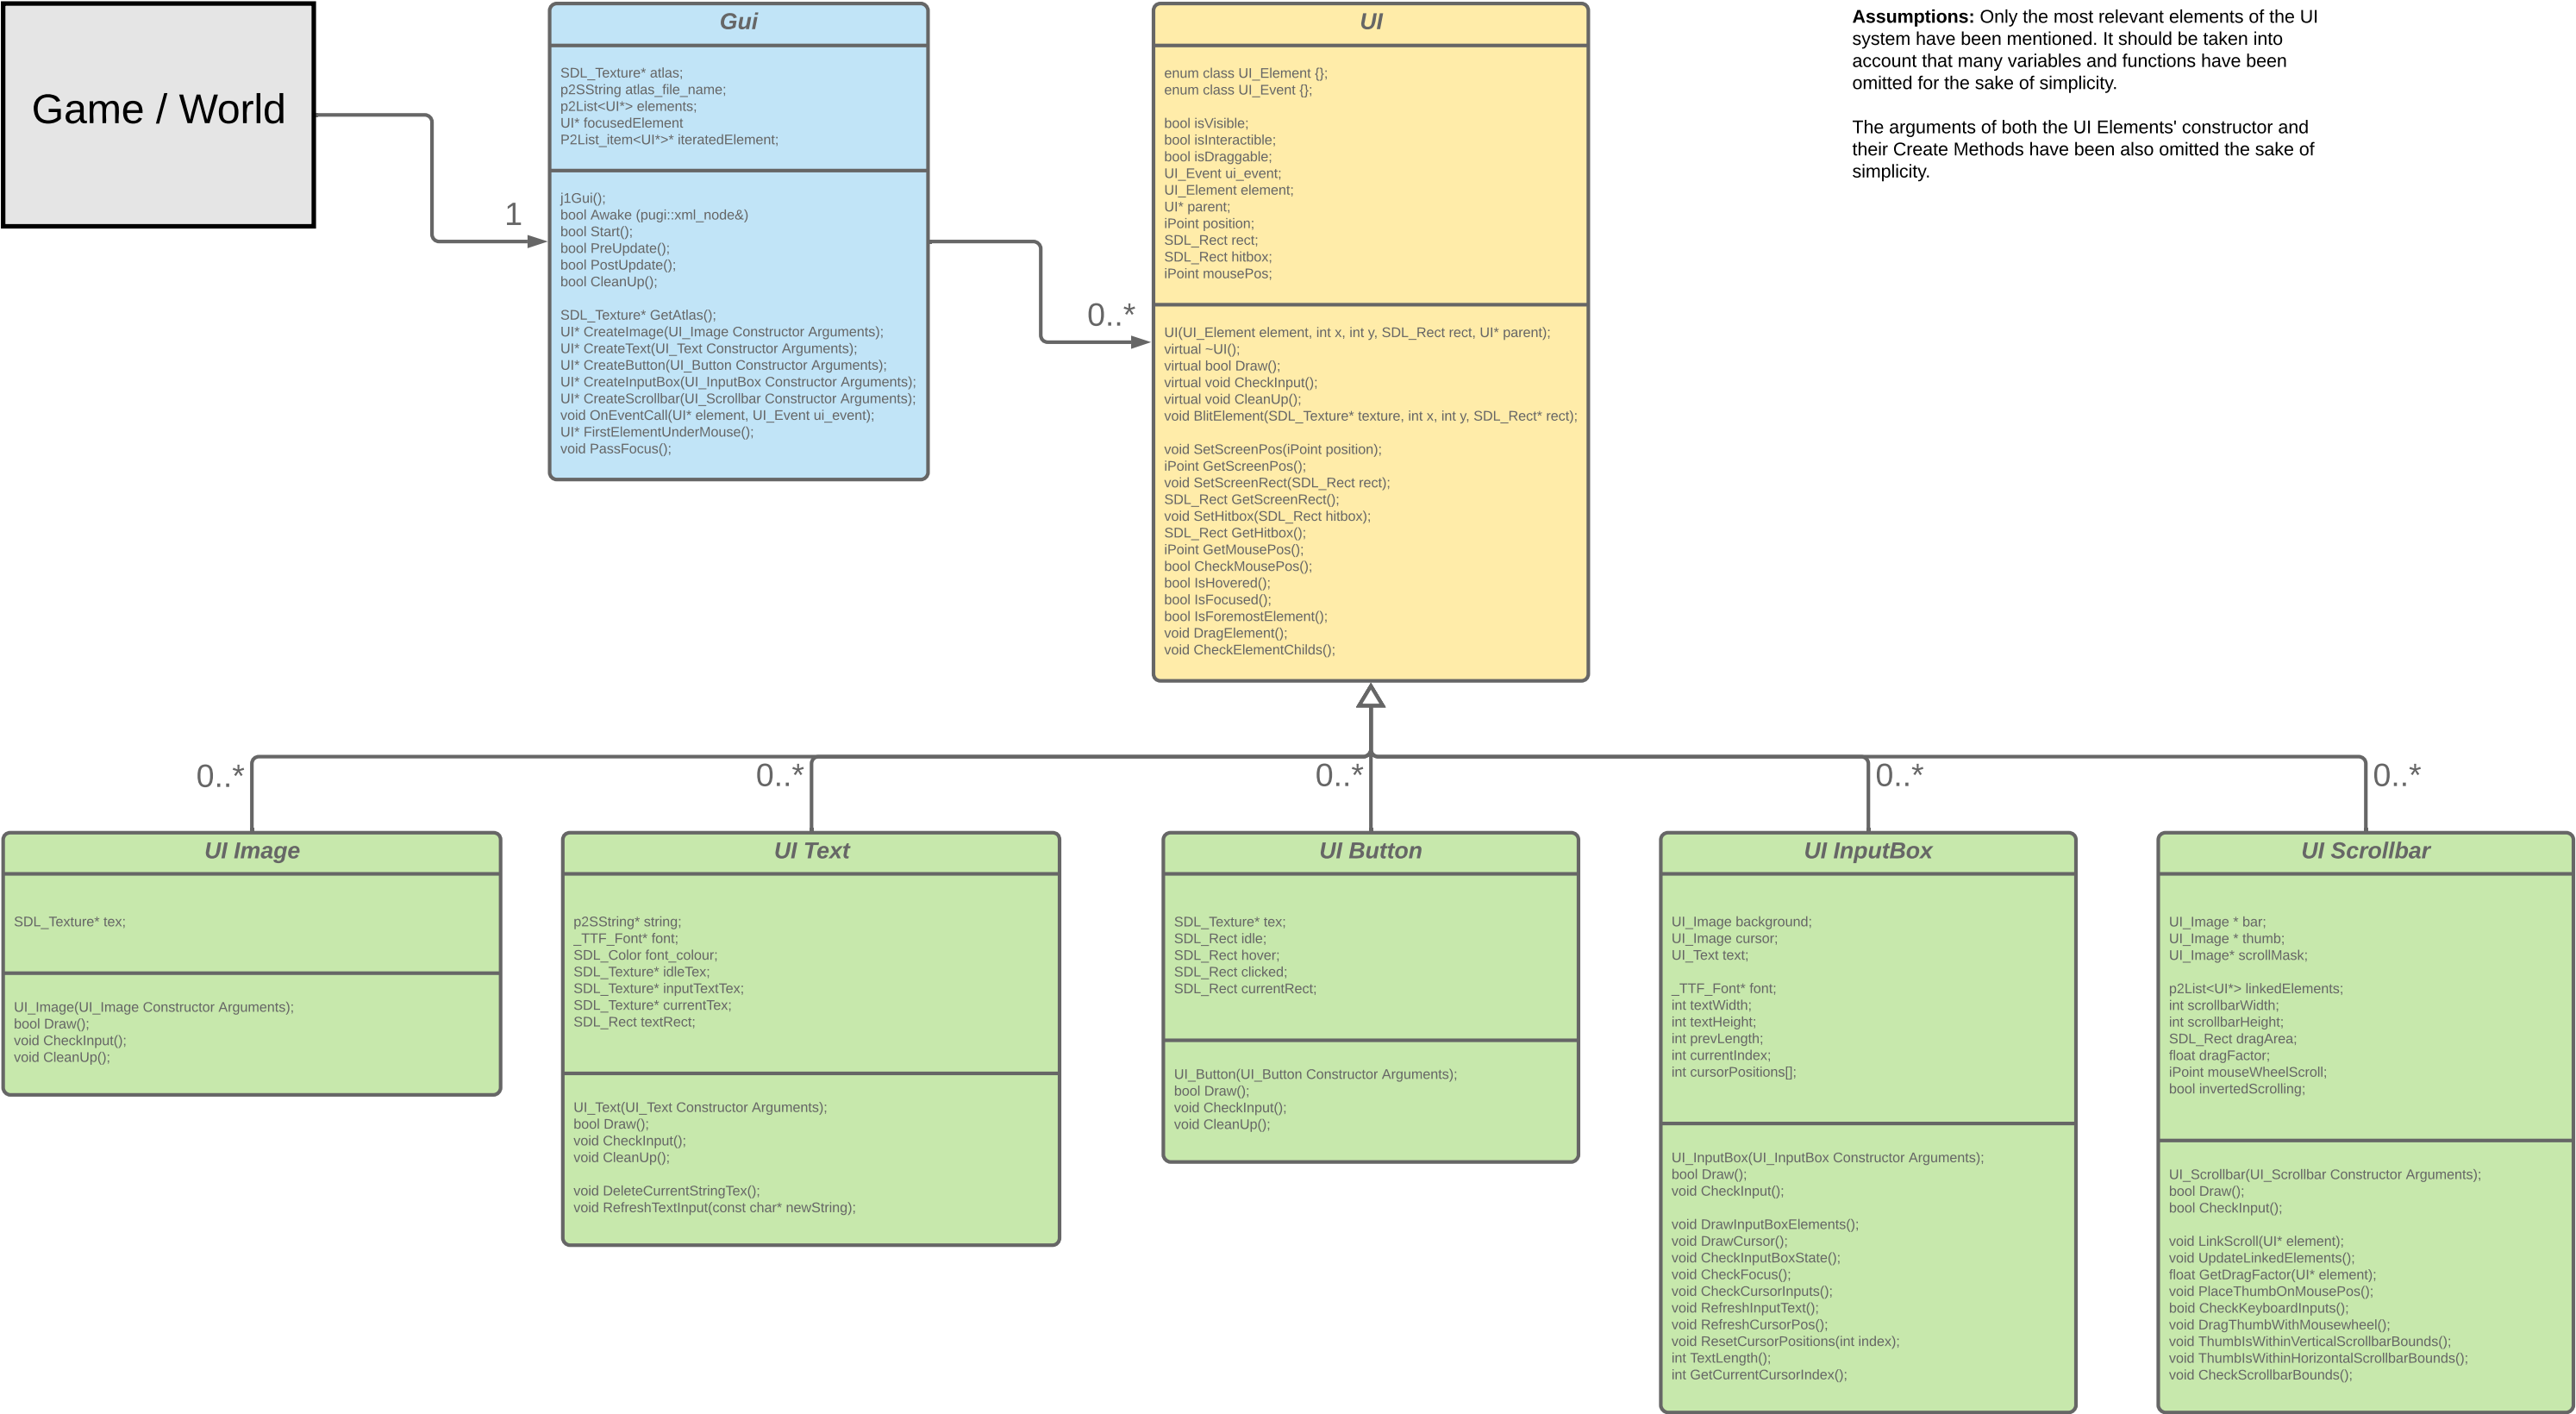 Game / World
1
Gui
SDL_Texture* atlas;
p2SString atlas_file_name;
p2List<UI*> elements;
UI* focusedElement
P2List_item<UI*>* iteratedElement;
j1Gui();
bool Awake (pugi::xml_node&)
bool Start();
bool PreUpdate();
bool PostUpdate();
bool CleanUp();
SDL_Texture* GetAtlas();
UI* CreateImage(UI_Image Constructor Arguments);
UI* CreateText(UI_Text Constructor Arguments);
UI* CreateButton(UI_Button Constructor Arguments);
UI* CreateInputBox(UI_InputBox Constructor Arguments);
UI* CreateScrollbar(UI_Scrollbar Constructor Arguments);
void OnEventCall(UI* element, UI_Event ui_event);
UI* FirstElementUnderMouse();
void PassFocus();
0..*
UI
enum class UI_Element {};
enum class UI_Event {};
bool isVisible;
bool isInteractible;
bool isDraggable;
UI_Event ui_event;
UI_Element element;
UI* parent;
iPoint position;
SDL_Rect rect;
SDL_Rect hitbox;
iPoint mousePos;
UI(UI_Element element, int x, int y, SDL_Rect rect, UI* parent);
virtual ~UI();
virtual bool Draw();
virtual void CheckInput();
virtual void CleanUp();
void BlitElement(SDL_Texture* texture, int x, int y, SDL_Rect* rect);
void SetScreenPos(iPoint position);
iPoint GetScreenPos();
void SetScreenRect(SDL_Rect rect);
SDL_Rect GetScreenRect();
void SetHitbox(SDL_Rect hitbox);
SDL_Rect GetHitbox();
iPoint GetMousePos();
bool CheckMousePos();
bool IsHovered();
bool IsFocused();
bool IsForemostElement();
void DragElement();
void CheckElementChilds();
Assumptions: Only the most relevant elements of the UI
system have been mentioned. It should be taken into
account that many variables and functions have been
omitted for the sake of simplicity.
The arguments of both the UI Elements' constructor and
their Create Methods have been also omitted the sake of
simplicity.
0..*
0..*
0..*
0..*
0..*
UI Image
SDL_Texture* tex;
UI_Image(UI_Image Constructor Arguments);
bool Draw();
void CheckInput();
void CleanUp();
UI Text
p2SString* string;
_TTF_Font* font;
SDL_Color font_colour;
SDL_Texture* idleTex;
SDL_Texture* inputTextTex;
SDL_Texture* currentTex;
SDL_Rect textRect;
UI_Text(UI_Text Constructor Arguments);
bool Draw();
void CheckInput();
void CleanUp();
void DeleteCurrentStringTex();
void RefreshTextInput(const char* newString);
UI Button
SDL_Texture* tex;
SDL_Rect idle;
SDL_Rect hover;
SDL_Rect clicked;
SDL_Rect currentRect;
UI_Button(UI_Button Constructor Arguments);
bool Draw();
void CheckInput();
void CleanUp();
UI InputBox
UI_Image background;
UI_Image cursor;
UI_Text text;
_TTF_Font* font;
int textWidth;
int textHeight;
int prevLength;
int currentIndex;
int cursorPositions[];
UI_InputBox(UI_InputBox Constructor Arguments);
bool Draw();
void CheckInput();
void DrawInputBoxElements();
void DrawCursor();
void CheckInputBoxState();
void CheckFocus();
void CheckCursorInputs();
void RefreshInputText();
void RefreshCursorPos();
void ResetCursorPositions(int index);
int TextLength();
int GetCurrentCursorIndex();
UI Scrollbar
UI_Image * bar;
UI_Image * thumb;
UI_Image* scrollMask;
p2List<UI*> linkedElements;
int scrollbarWidth;
int scrollbarHeight;
SDL_Rect dragArea;
float dragFactor;
iPoint mouseWheelScroll;
bool invertedScrolling;
UI_Scrollbar(UI_Scrollbar Constructor Arguments);
bool Draw();
bool CheckInput();
void LinkScroll(UI* element);
void UpdateLinkedElements();
float GetDragFactor(UI* element);
void PlaceThumbOnMousePos();
boid CheckKeyboardInputs();
void DragThumbWithMousewheel();
void ThumbIsWithinVerticalScrollbarBounds();
void ThumbIsWithinHorizontalScrollbarBounds();
void CheckScrollbarBounds();